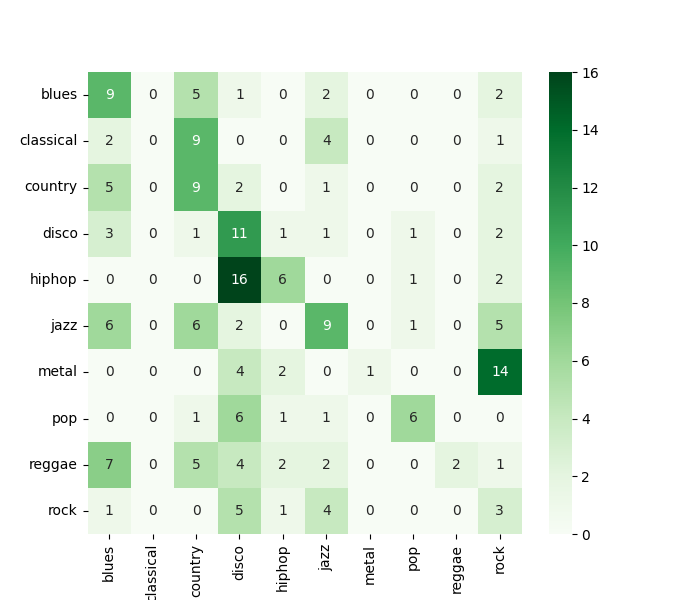 blues 9 0 5 1 0 2 0 0 0 2
classical 2 0 9 0 0 4 0 0 0 1
country 5 0 9 2 0 1 0 0 0 2
disco 3 0 1 11 1 1 0 1 0 2
hiphop 0 0 0 16 6 0 0 1 0 2
jazz 6 0 6 2 0 9 0 1 0 5
metal 0 0 0 4 2 0 1 0 0 14
pop 0 0 1 6 1 1 0 6 0 0
reggae 7 0 5 4 2 2 0 0 2 1
rock 1 0 0 5 1 4 0 0 0 3
blues classical country disco hiphop jazz metal pop reggae rock
16
14
12
10
8
6
4
2
0